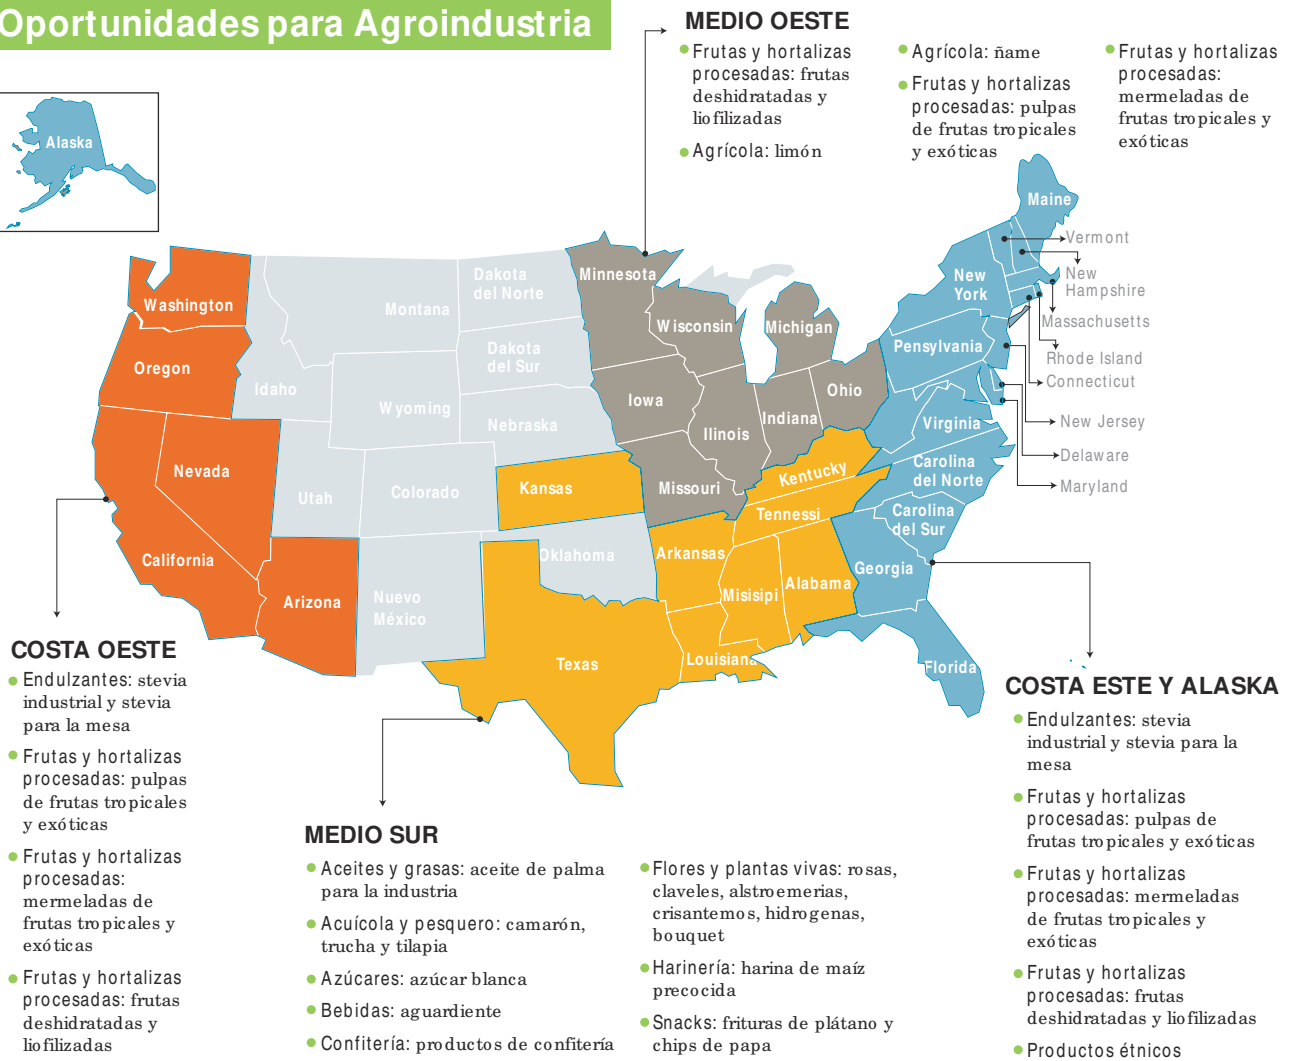 Oportunidades para Agroindustria
MEDIO OESTE
Frutas y hortalizas
procesadas: frutas
deshidratadas y
liofilizadas
Agrícola: limón
Agrícola: ñame
Frutas y hortalizas
procesadas: pulpas
de frutas tropicales
y exóticas
Frutas y hortalizas
procesadas:
mermeladas de
frutas tropicales y
exóticas
Alaska
Washington
Oregon
Nevada
California
Arizona
Idaho
Montana
Wyoming
Utah
Colorado
Nuevo
México
Dakota
del Norte
Dakota
del Sur
Nebraska
Kansas
Oklahoma
Texas
Minnesota
Iowa
Missouri
Wisconsin
Ilinois
Michigan
Indiana
Ohio
Kentucky
Tennessi
Arkansas
Misisipi
Alabama
Louisiana
Maine
New
York
Pensylvania
Virginia
Carolina
del Norte
Carolina
del Sur
Georgia
Florida
Vermont
New
Hampshire
Massachusetts
Rhode Island
Connecticut
New Jersey
Delaware
Maryland
COSTA OESTE
Endulzantes: stevia
industrial y stevia
para la mesa
Frutas y hortalizas
procesadas: pulpas
de frutas tropicales
y exóticas
Frutas y hortalizas
procesadas:
mermeladas de
frutas tropicales y
exóticas
Frutas y hortalizas
procesadas: frutas
deshidratadas y
liofilizadas
MEDIO SUR
Aceites y grasas: aceite de palma
para la industria
Acuícola y pesquero: camarón,
trucha y tilapia
Azúcares: azúcar blanca
Bebidas: aguardiente
Confitería: productos de confitería
Flores y plantas vivas: rosas,
claveles, alstroemerias,
crisantemos, hidrogenas,
bouquet
Harinería: harina de maíz
precocida
Snacks: frituras de plátano y
chips de papa
COSTA ESTE Y ALASKA
Endulzantes: stevia
industrial y stevia para la
mesa
Frutas y hortalizas
procesadas: pulpas de
frutas tropicales y exóticas
Frutas y hortalizas
procesadas: mermeladas
de frutas tropicales y
exóticas
Frutas y hortalizas
procesadas: frutas
deshidratadas y liofilizadas
Productos étnicos